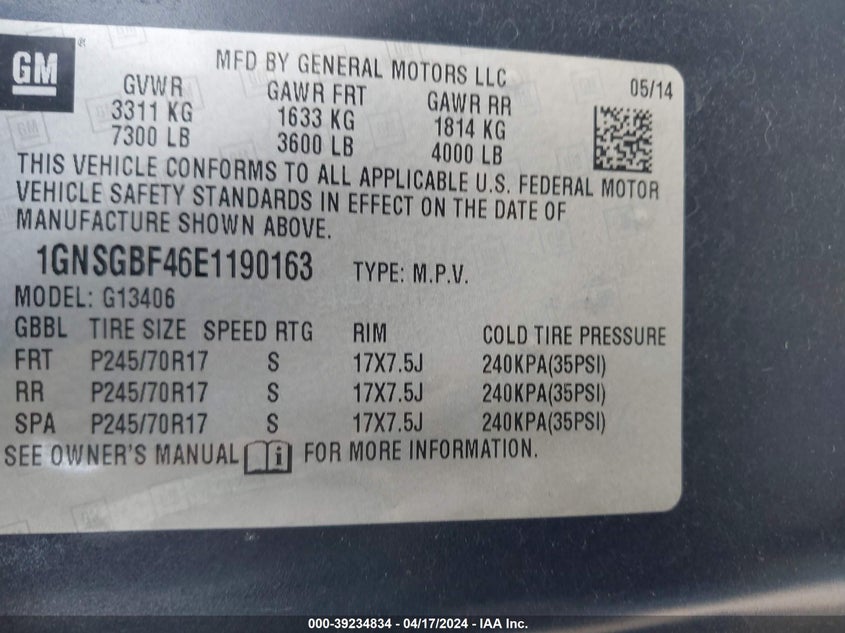 GM
MFD BY GENERAL MOTORS LLC
05/14
GVWR GAWR FRT GAWR RR
3311 KG 1633 KG 1814 KG
7300 LB 3600 LB 4000 LB
THIS VEHICLE CONFORMS TO ALL APPLICABLE U.S. FEDERAL MOTOR
VEHICLE SAFETY STANDARDS IN EFFECT ON THE DATE OF
MANUFACTURE SHOWN ABOVE.
1GNSGBF46E1190163 TYPE: M.P.V.
MODEL: G13406
GBBL TIRE SIZE SPEED RTG RIM COLD TIRE PRESSURE
FRT P245/70R17 S 17X7.5J 240KPA(35PSI)
RR P245/70R17 S 17X7.5J 240KPA(35PSI)
SPA P245/70R17 S 17X7.5J 240KPA(35PSI)
SEE OWNER'S MANUAL i FOR MORE INFORMATION.
000-39234834 - 04/17/2024 - IAA Inc.